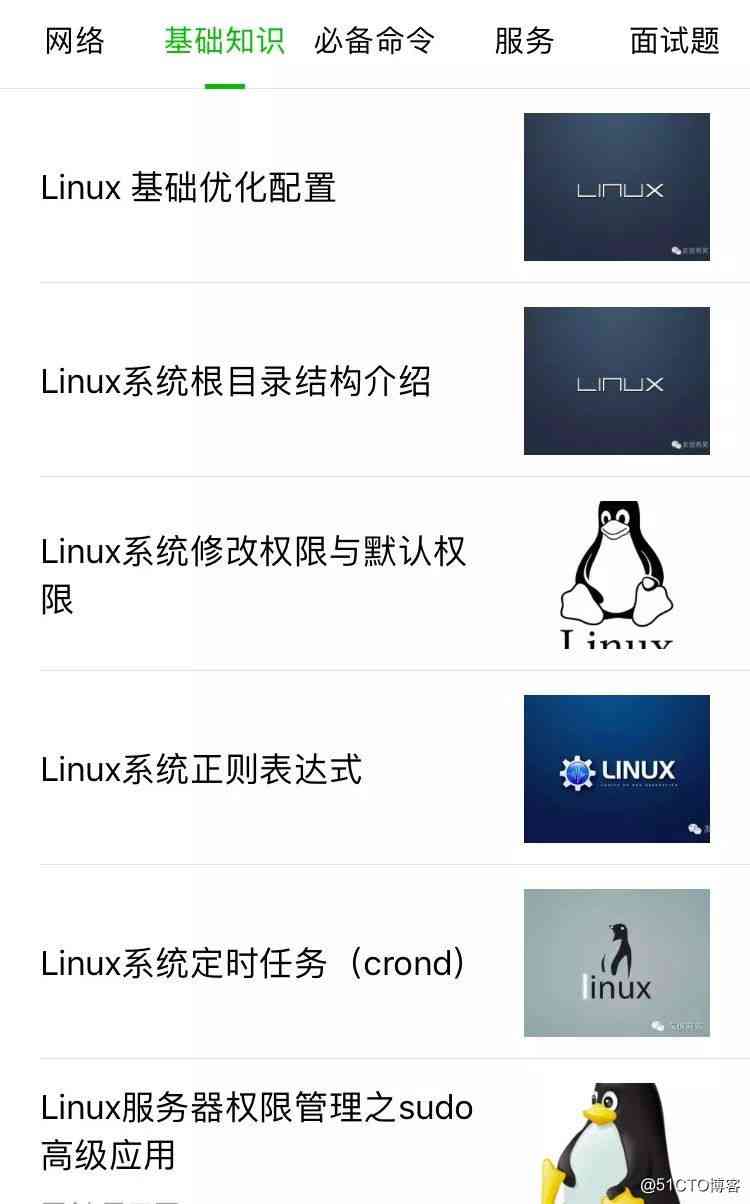 网络 基础知识 必备命令 服务 面试题
Linux 基础优化配置
LINUX
Linux系统根目录结构介绍
LINUX
Linux系统修改权限与默认权
限
Linux
Linux系统正则表达式
LINUX
Linux系统定时任务（crond）
linux
Linux服务器权限管理之sudo
高级应用
@51CTO博客